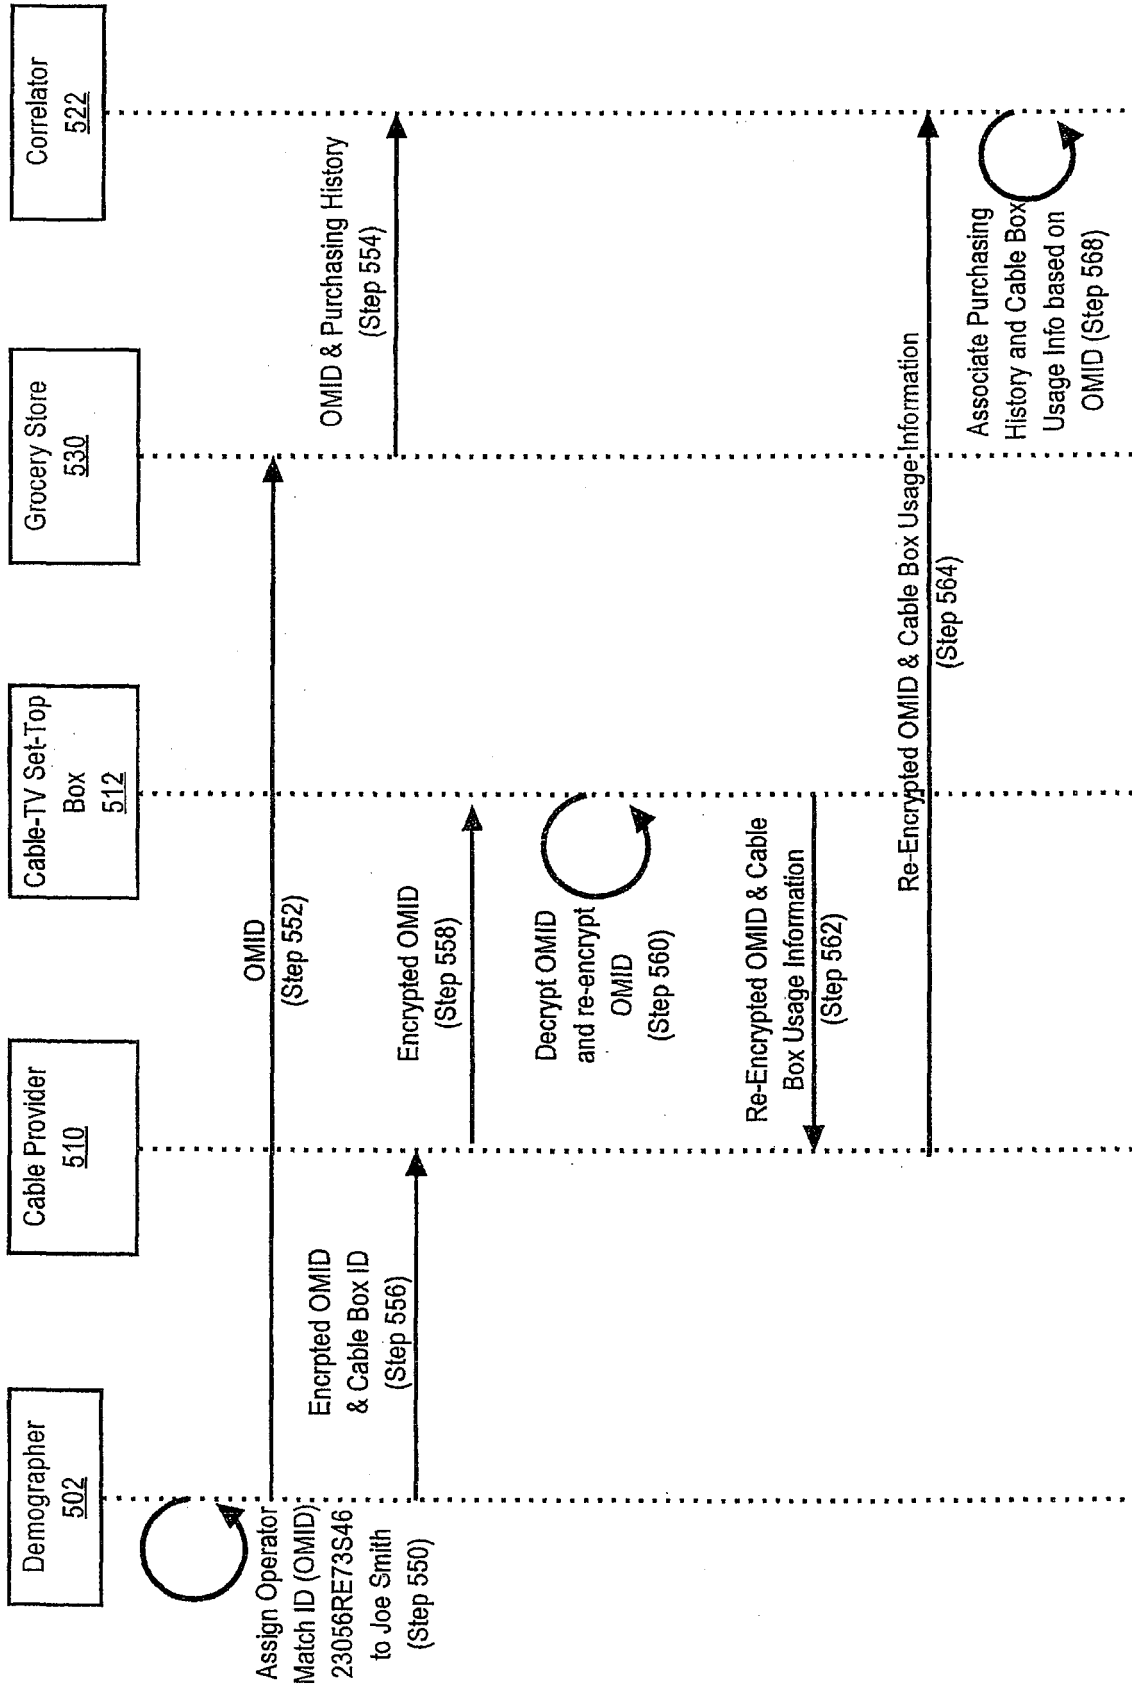 Demographer
502
Cable Provider
510
Cable-TV Set-Top
Box
512
Grocery Store
530
Correlator
522
Assign Operator
Match ID (OMID)
23056RE73S46
to Joe Smith
(Step 550)
OMID
(Step 552)
OMID & Purchasing History
(Step 554)
Encrpted OMID
& Cable Box ID
(Step 556)
Encrypted OMID
(Step 558)
Decrypt OMID
and re-encrypt
OMID
(Step 560)
Re-Encrypted OMID & Cable
Box Usage Information
(Step 562)
Re-Encrypted OMID & Cable Box Usage Information
(Step 564)
Associate Purchasing
History and Cable Box
Usage Info based on
OMID (Step 568)